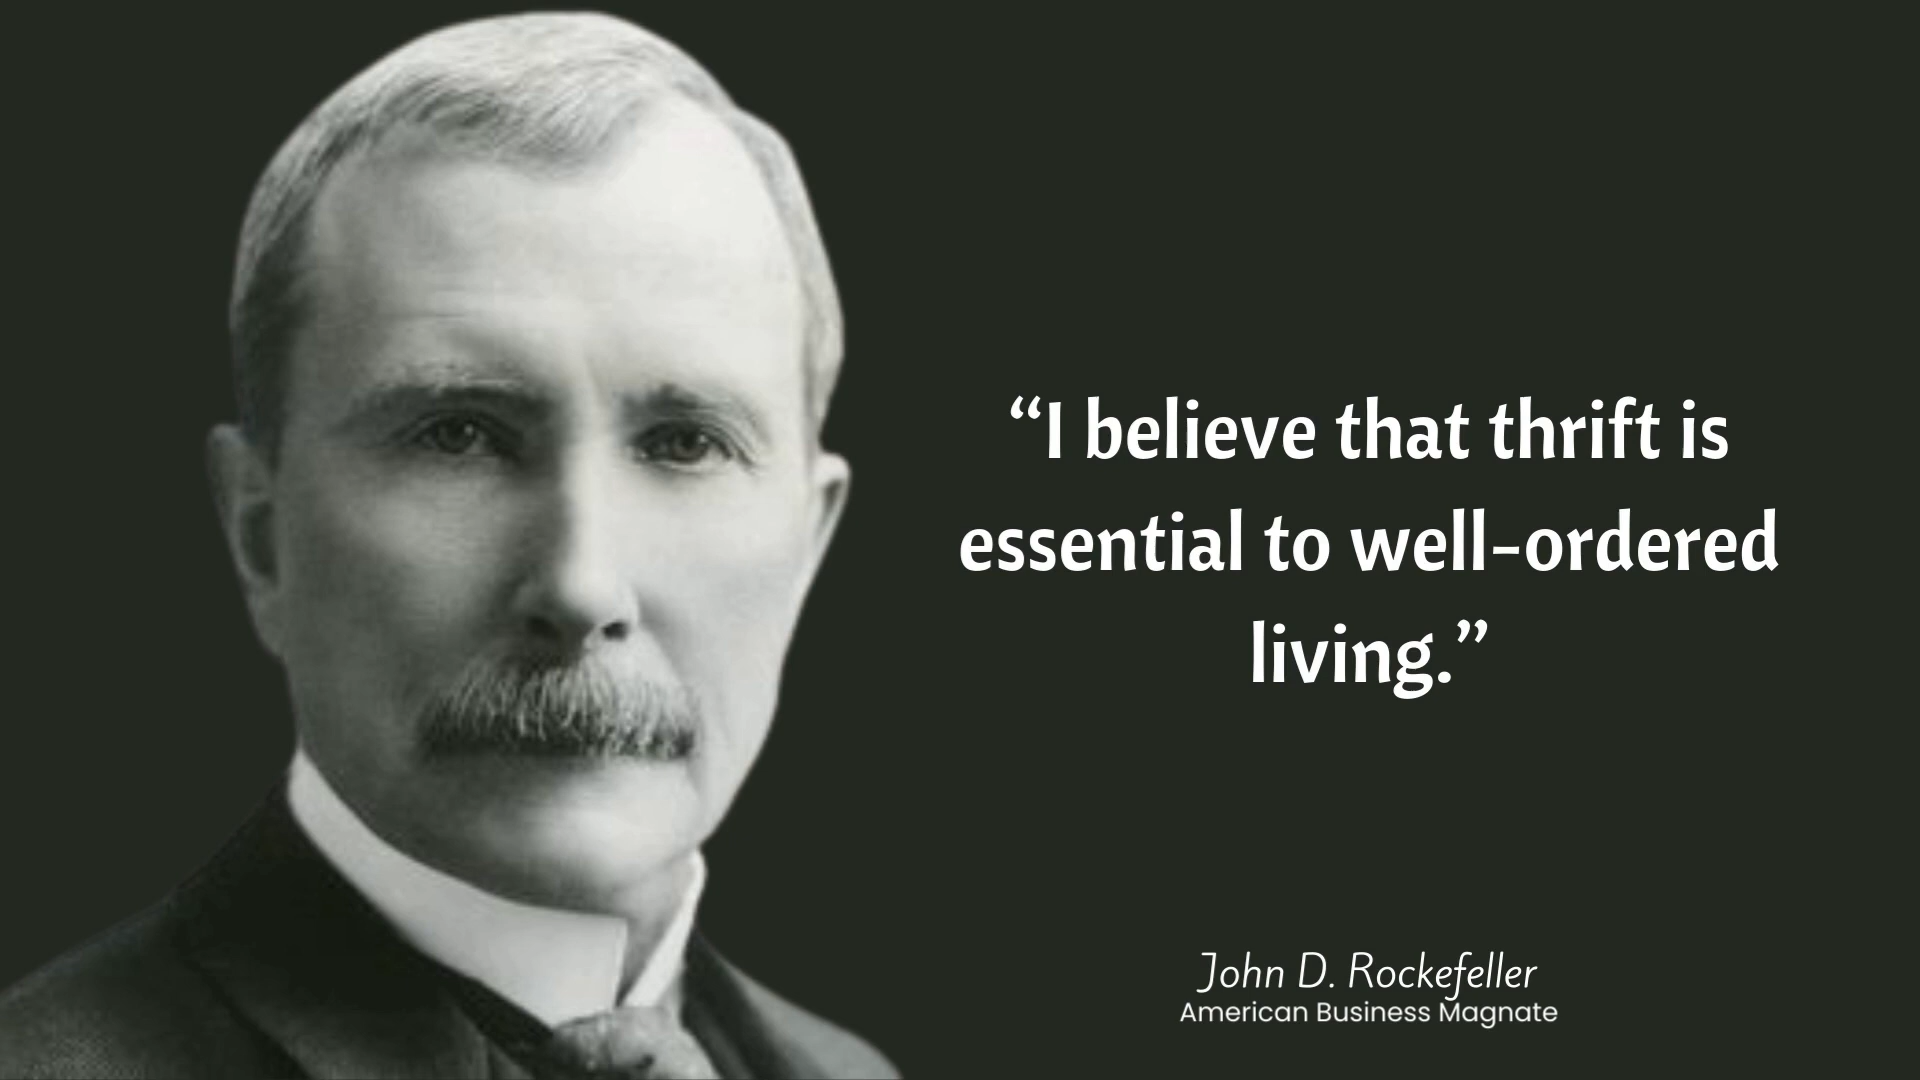 “I believe that thrift is
essential to well-ordered
living.”
John D. Rockefeller
American Business Magnate